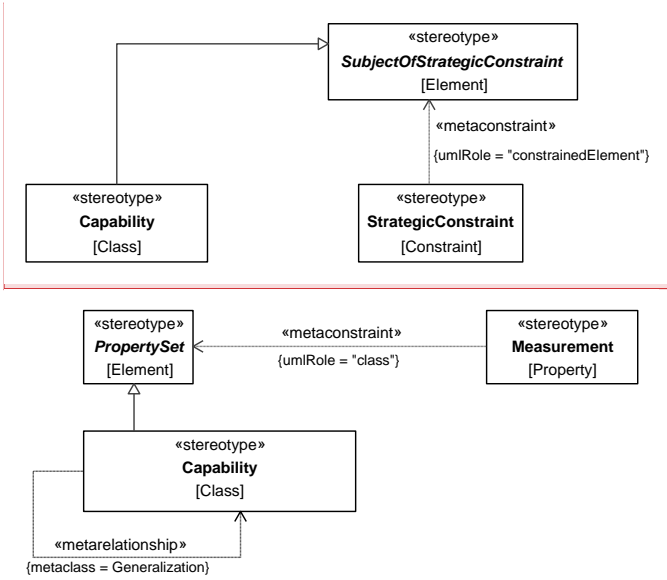 «stereotype»
SubjectOfStrategicConstraint
[Element]
«metaconstraint»
{umlRole = "constrainedElement"}
«stereotype»
Capability
[Class]
«stereotype»
StrategicConstraint
[Constraint]
«stereotype»
PropertySet
[Element]
«metaconstraint»
{umlRole = "class"}
«stereotype»
Measurement
[Property]
«stereotype»
Capability
[Class]
«metarelationship»
{metaclass = Generalization}